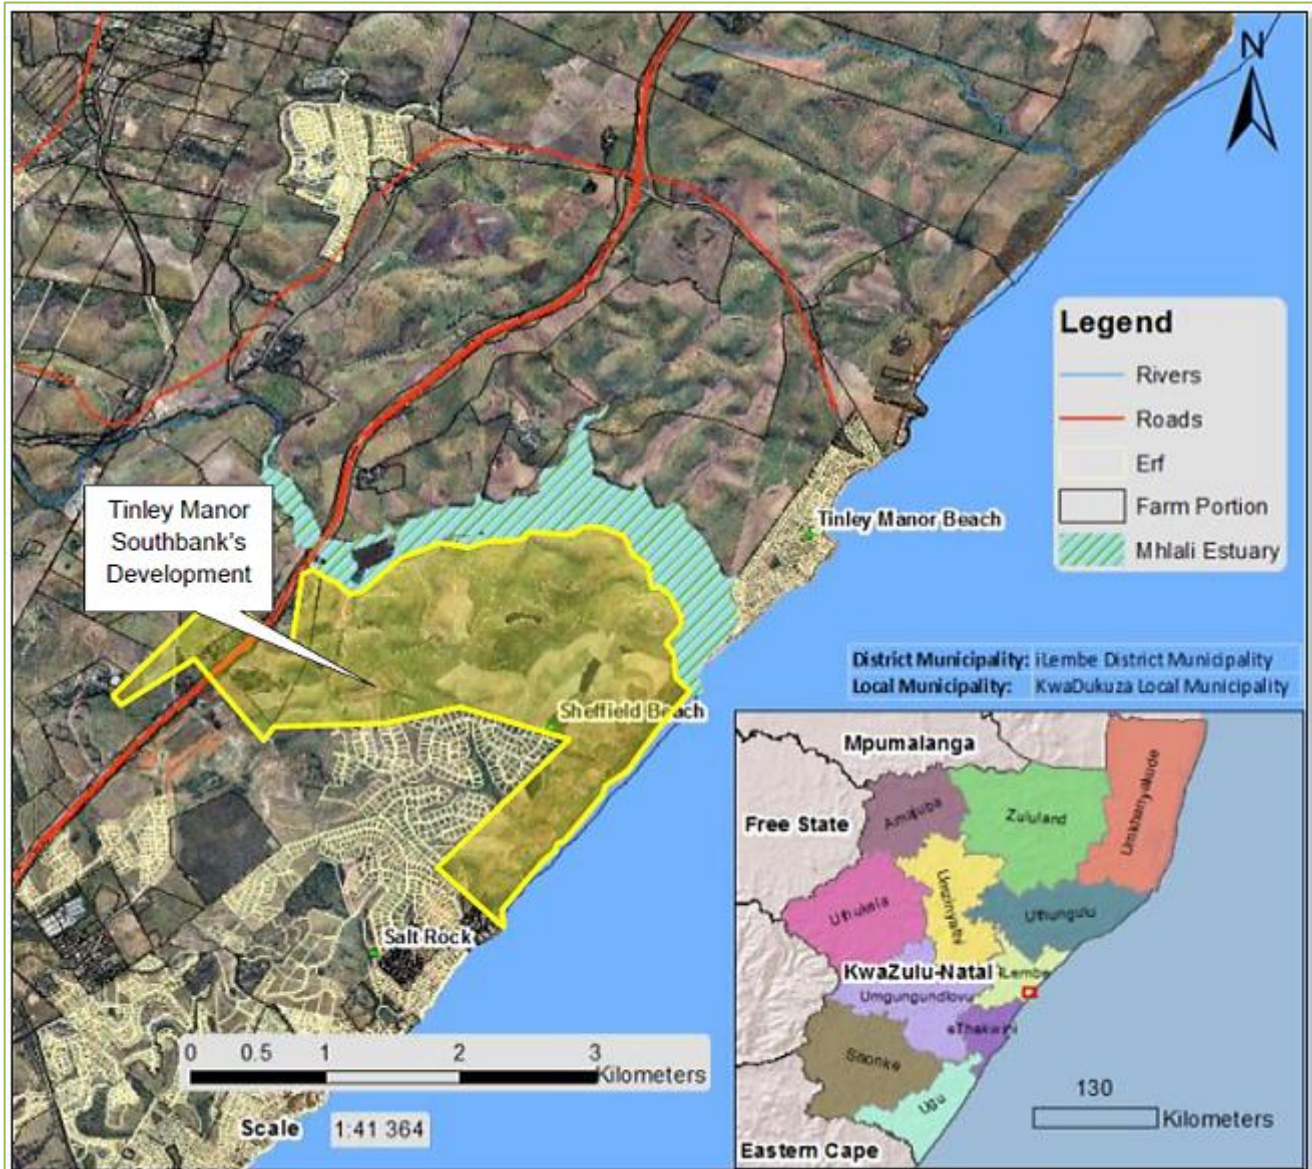 N
Legend
Rivers
Roads
Erf
Farm Portion
Mhlali Estuary
Tinley Manor
Southbank's
Development
Tinley Manor Beach
Sheffield Beach
Salt Rock
District Municipality: iLembe District Municipality
Local Municipality: KwaDukuza Local Municipality
0 0.5 1 2 3
Kilometers
Scale 1:41 364
Mpumalanga
Free State
Amajuba
Zululand
Umkhanyakude
Uthukela
Umzinyathi
Uthungulu
KwaZulu-Natal
iLembe
Umgungundlovu
eThekwini
Sisonke
Ugu
Eastern Cape
130
Kilometers